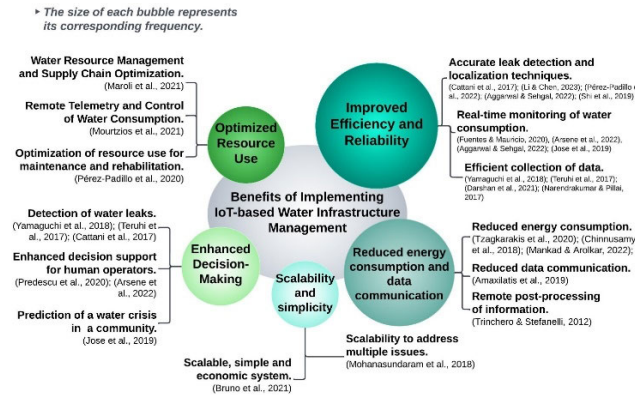 The size of each bubble represents
its corresponding frequency.
Water Resource Management
and Supply Chain Optimization.
(Maroli et al., 2021)
Remote Telemetry and Control
of Water Consumption.
(Mourtzios et al., 2021)
Optimization of resource use for
maintenance and rehabilitation.
(Pérez-Padillo et al., 2020)
Optimized
Resource
Use
Improved
Efficiency and
Reliability
Accurate leak detection and
localization techniques.
(Cattani et al., 2017); (Li & Chen, 2023); (Pérez-Padillo e
al., 2022); (Aggarwal & Sehgal, 2022); (Shi et al., 2019)
Real-time monitoring of water
consumption.
(Fuentes & Mauricio, 2020), (Arsene et al., 2022),
(Aggarwal & Sehgal, 2022); (Jose et al., 2019)
Efficient collection of data.
(Yamaguchi et al., 2018); (Teruhi et al., 2017);
(Darshan et al., 2021); (Narendrakumar & Pillai,
2017)
Benefits of Implementing
IoT-based Water Infrastructure
Management
Detection of water leaks.
(Yamaguchi et al., 2018); (Teruhi et
al., 2017); (Cattani et al., 2017)
Enhanced decision support
for human operators.
(Predescu et al., 2020); (Arsene et
al., 2022)
Prediction of a water crisis
in a community.
(Jose et al., 2019)
Enhanced
Decision-
Making
Scalability
and
simplicity
Reduced energy
consumption and
data
communication
Reduced energy consumption.
(Tzagkarakis et al., 2020); (Chinnusamy
et al., 2018); (Mankad & Arolkar, 2022);
Reduced data communication.
(Amaxilatis et al., 2019)
Remote post-processing
of information.
(Trinchero & Stefanelli, 2012)
Scalable, simple and
economic system.
(Bruno et al., 2021)
Scalability to address
multiple issues.
(Mohanasundaram et al., 2018)